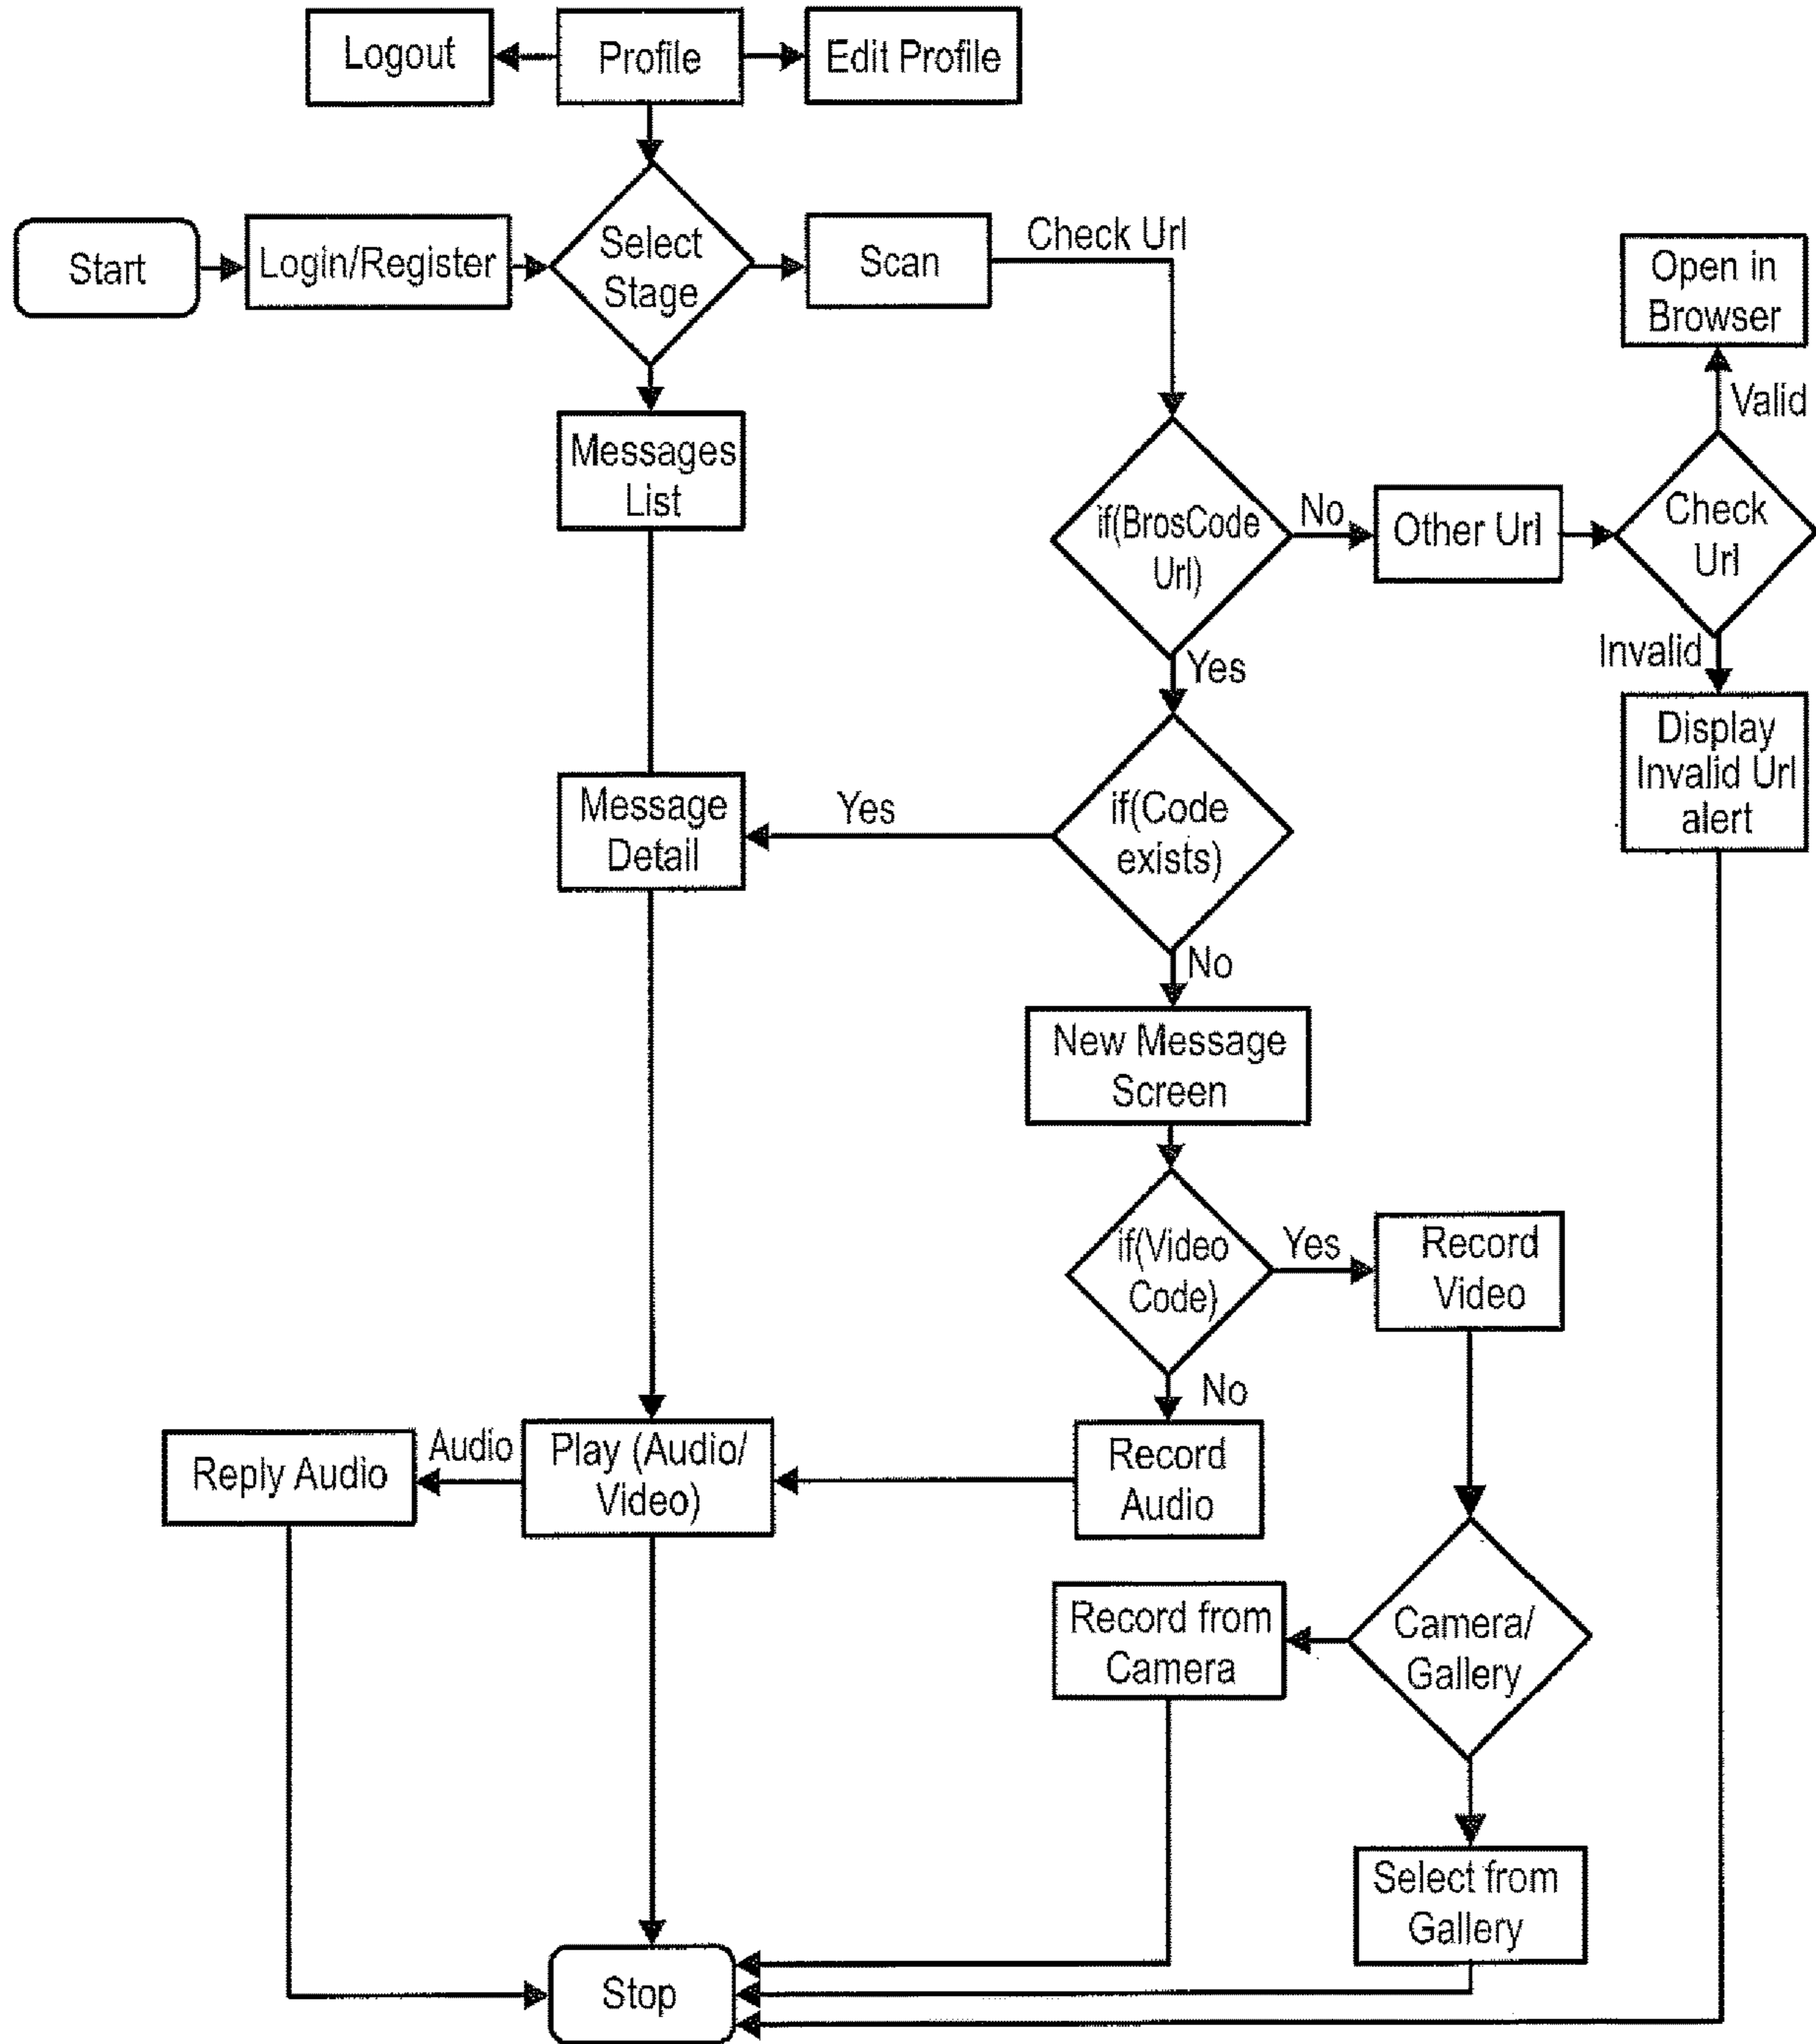 Logout
Profile
Edit Profile
Start
Login/Register
Select
Stage
Scan
Check Url
Open in
Browser
Valid
Messages
List
if(BrosCode
Url)
No
Other Url
Check
Url
Yes
Invalid
Display
Invalid Url
alert
Message
Detail
Yes
if(Code
exists)
No
New Message
Screen
if(Video
Code)
Yes
Record
Video
No
Reply Audio
Audio
Play (Audio/
Video)
Record
Audio
Record from
Camera
Camera/
Gallery
Select from
Gallery
Stop